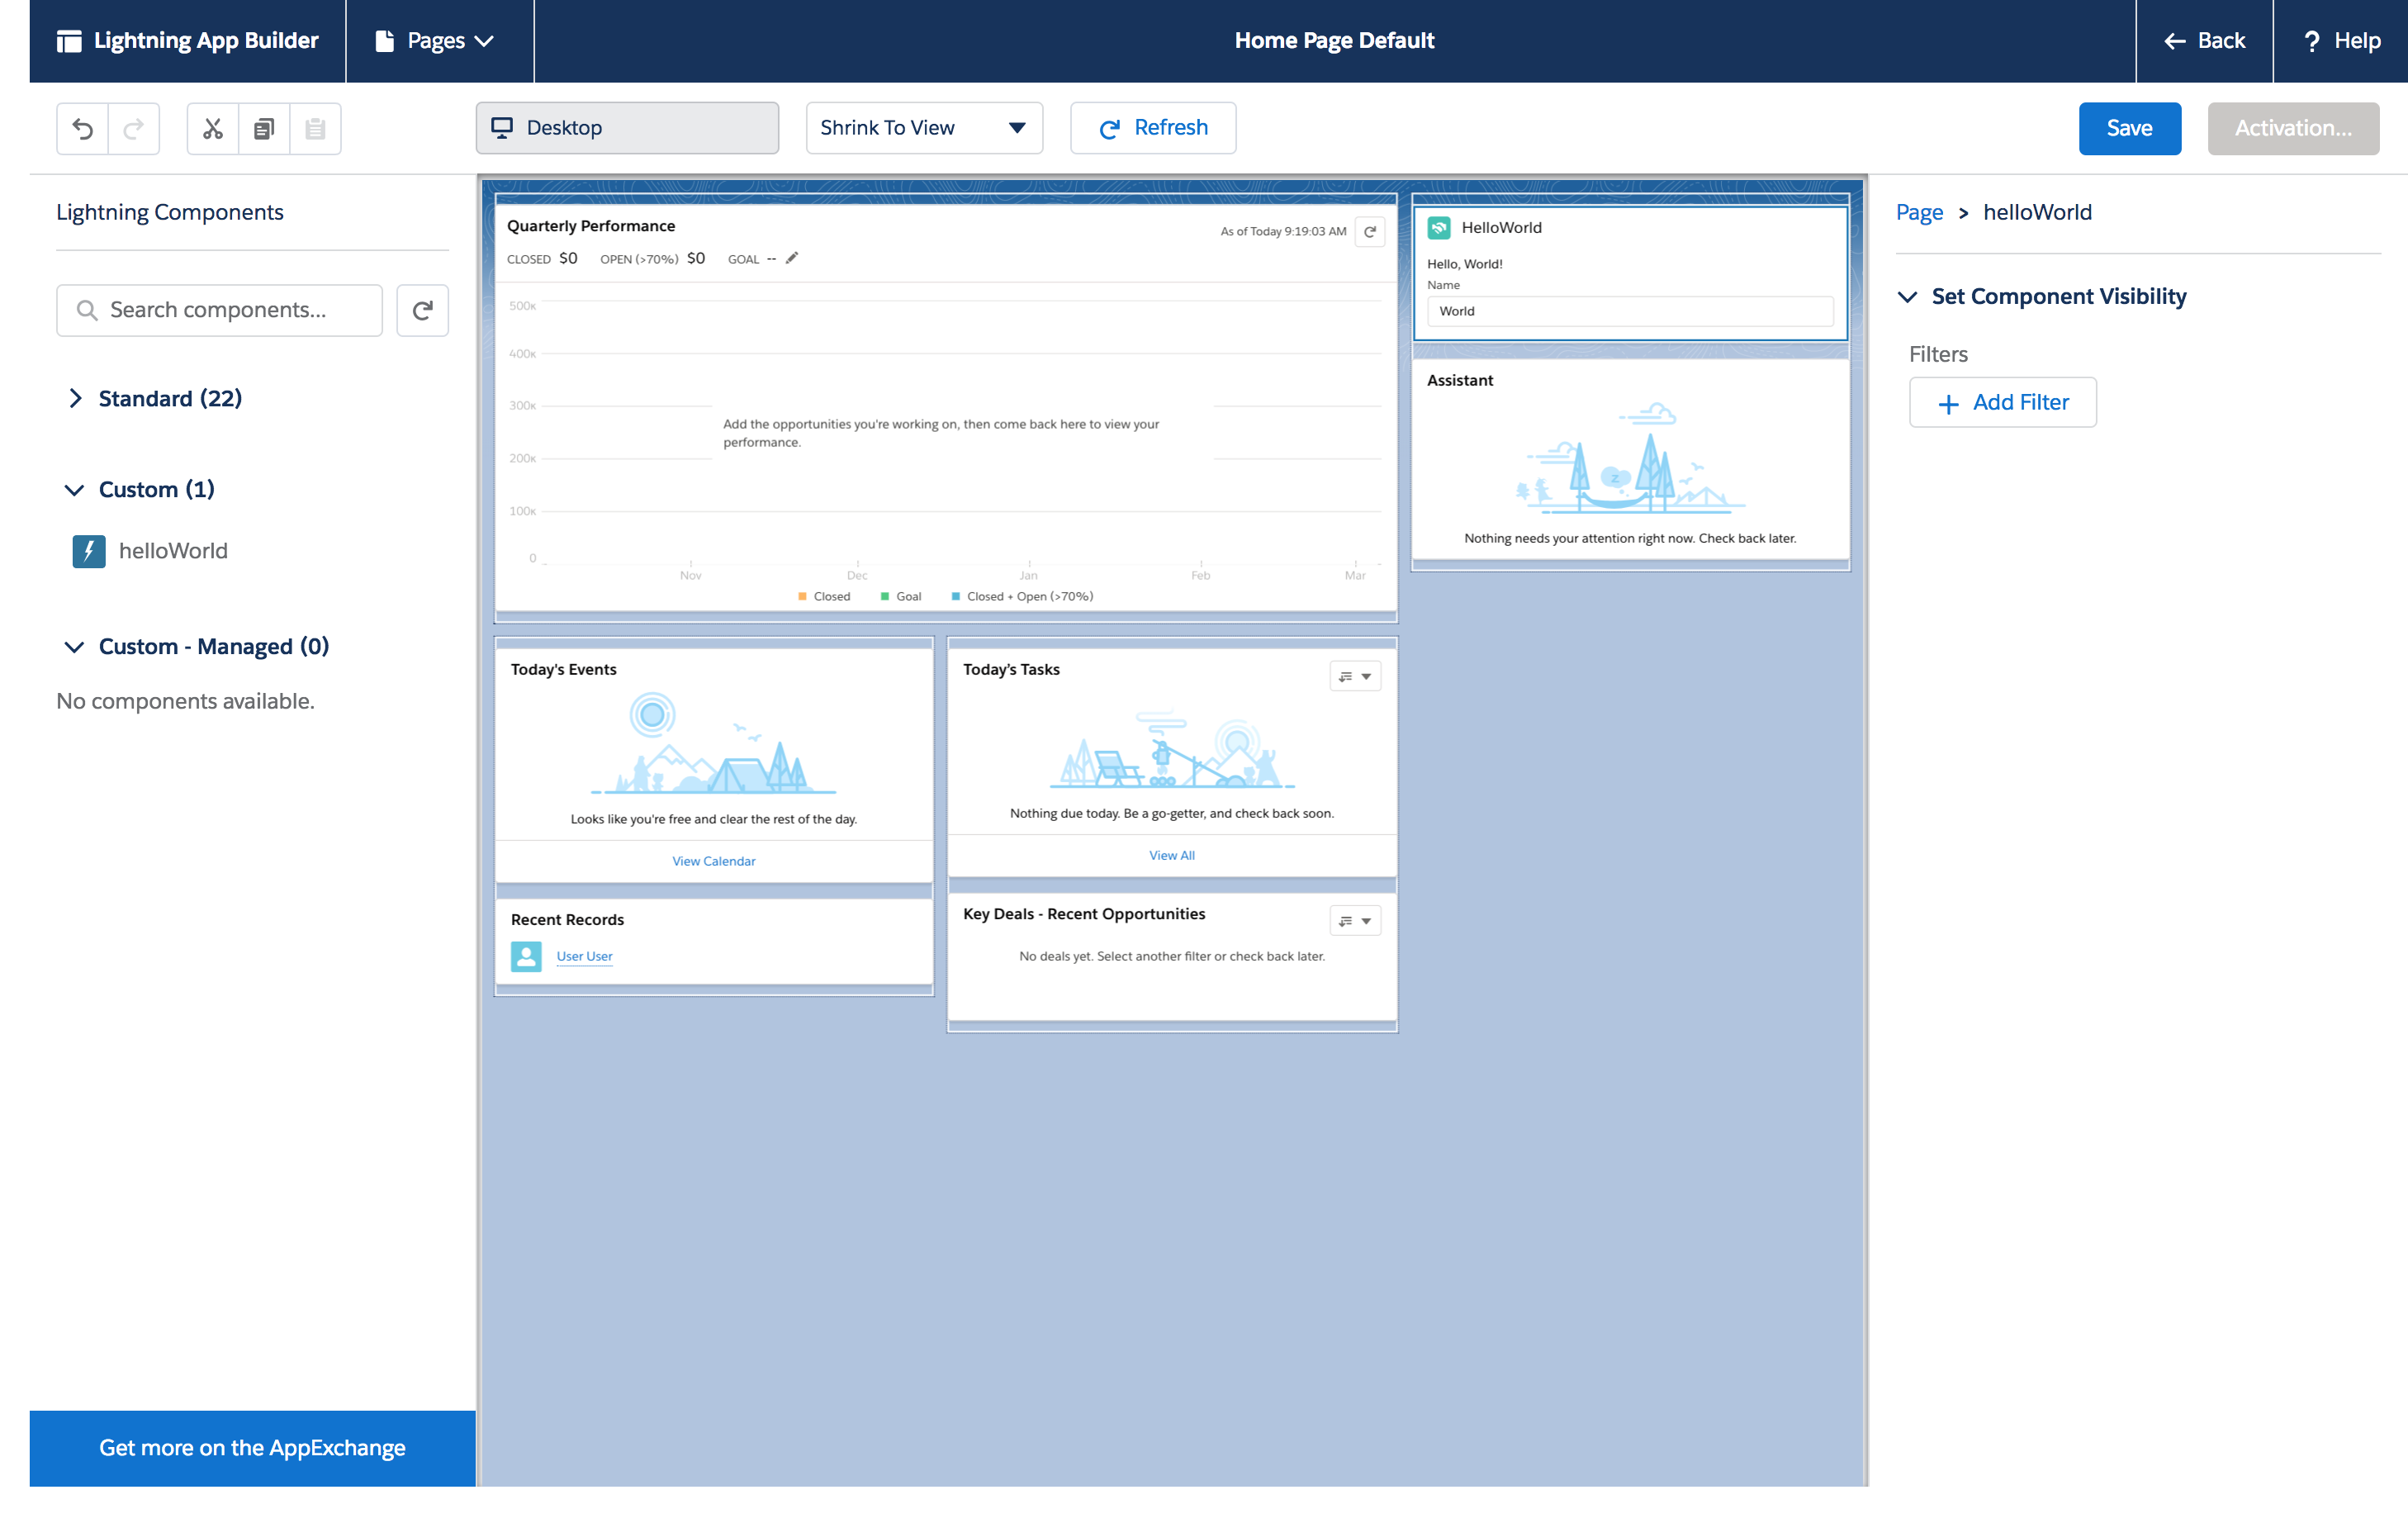 Lightning App Builder
Pages
Home Page Default
Back
? Help
Desktop
Shrink To View
Refresh
Save
Activation...
Lightning Components
Search components...
Standard (22)
Custom (1)
helloWorld
Custom - Managed (0)
No components available.
Get more on the AppExchange
Quarterly Performance
As of Today 9:19:03 AM
CLOSED $0 OPEN (>70%) $0 GOAL --
500K
400K
300K
200K
100K
0
Add the opportunities you're working on, then come back here to view your
performance.
Nov Dec Jan Feb Mar
Closed Goal Closed + Open (>70%)
Today's Events
Looks like you're free and clear the rest of the day.
View Calendar
Recent Records
User User
Today's Tasks
Nothing due today. Be a go-getter, and check back soon.
View All
Key Deals - Recent Opportunities
No deals yet. Select another filter or check back later.
HelloWorld
Hello, World!
Name
World
Assistant
z
Nothing needs your attention right now. Check back later.
Page > helloWorld
Set Component Visibility
Filters
+ Add Filter